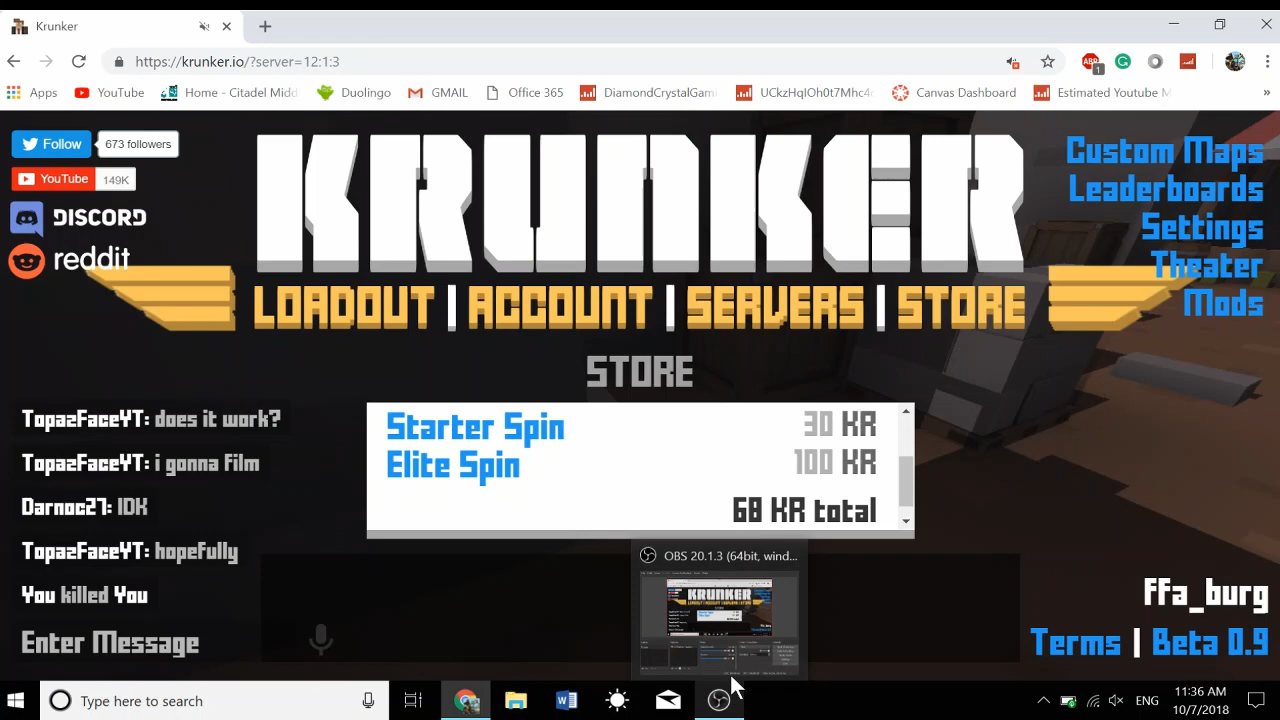 Krunker
https://krunker.io/?server=12:1:3
ABP
1
Apps
YouTube
Home - Citadel Midd
Duolingo
GMAIL
Office 365
DiamondCrystalGam
UCkzHqIOh0t7Mhc4
Canvas Dashboard
Estimated Youtube M
»
Follow
673 followers
YouTube
149K
DISCORD
reddit
KRUNKER
LOADOUT | ACCOUNT | SERVERS | STORE
Custom Maps
Leaderboards
Settings
Theater
Mods
STORE
Starter Spin 30 KR
Elite Spin 100 KR
68 KR total
TopazFaceYT: does it work?
TopazFaceYT: i gonna film
Darnoc27: IDK
TopazFaceYT: hopefully
You killed You
Enter Message
OBS 20.1.3 (64bit, wind...
ffa_burg
Terms | Beta 0.9
Type here to search
ENG
11:36 AM
10/7/2018